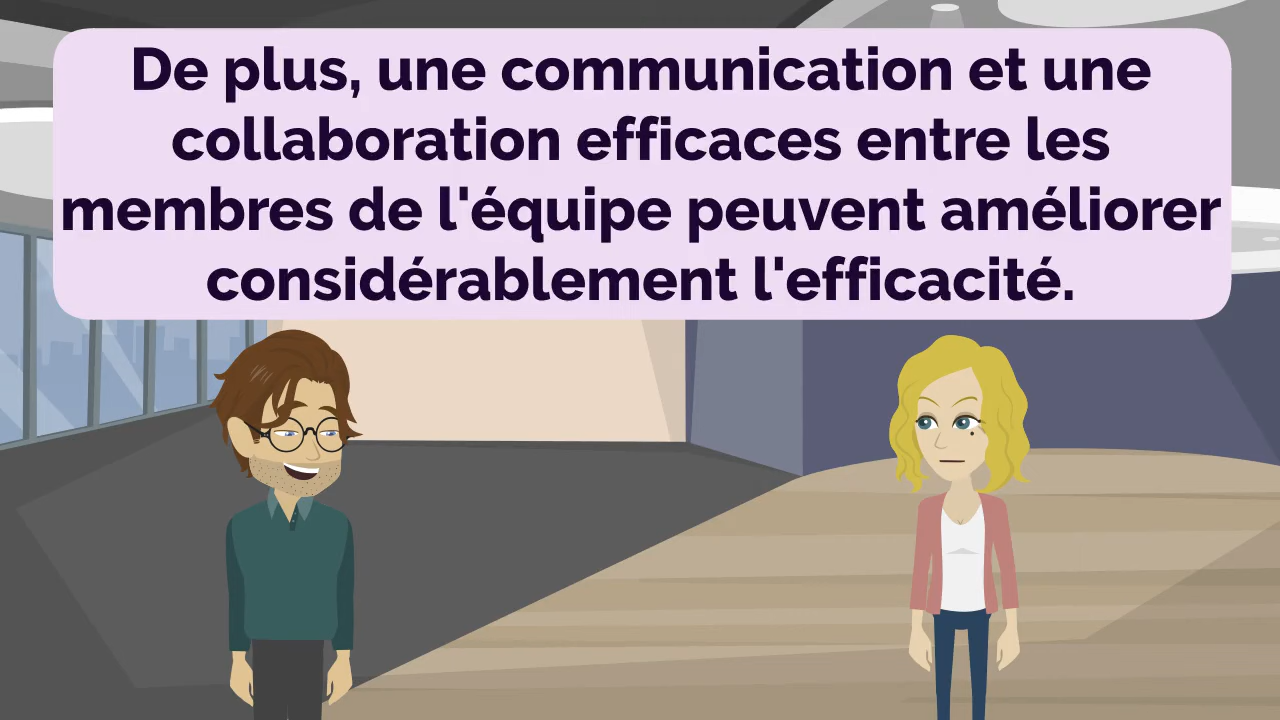 De plus, une communication et une
collaboration efficaces entre les
membres de l'équipe peuvent améliorer
considérablement l'efficacité.